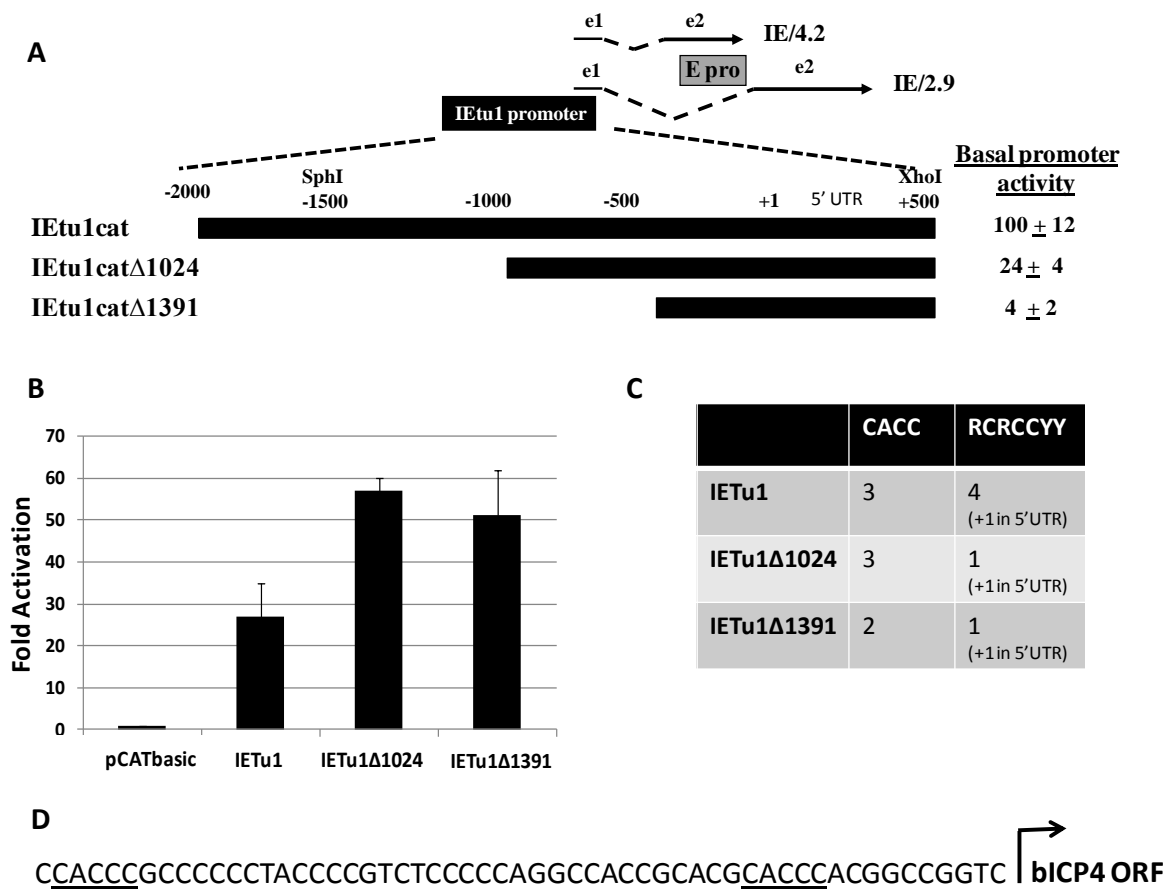 A
e1 e2 IE/4.2
e1 E pro e2 IE/2.9
IEtu1 promoter
Basal promoter activity
SphI XhoI
-2000 -1500 -1000 -500 +1 5' UTR +500
IEtu1cat 100 ± 12
IEtu1catΔ1024 24 ± 4
IEtu1catΔ1391 4 ± 2
B
Fold Activation
70
60
50
40
30
20
10
0
pCATbasic IETu1 IETu1Δ1024 IETu1Δ1391
C
CACC RCRCCYY
IETu1 3 4
(+1 in 5'UTR)
IETu1Δ1024 3 1
(+1 in 5'UTR)
IETu1Δ1391 2 1
(+1 in 5'UTR)
D
CCACCCGCCCCCCTACCCCGTCTCCCCCAGGCCACCGCACGCACCCACGGCCGGTC bICP4 ORF